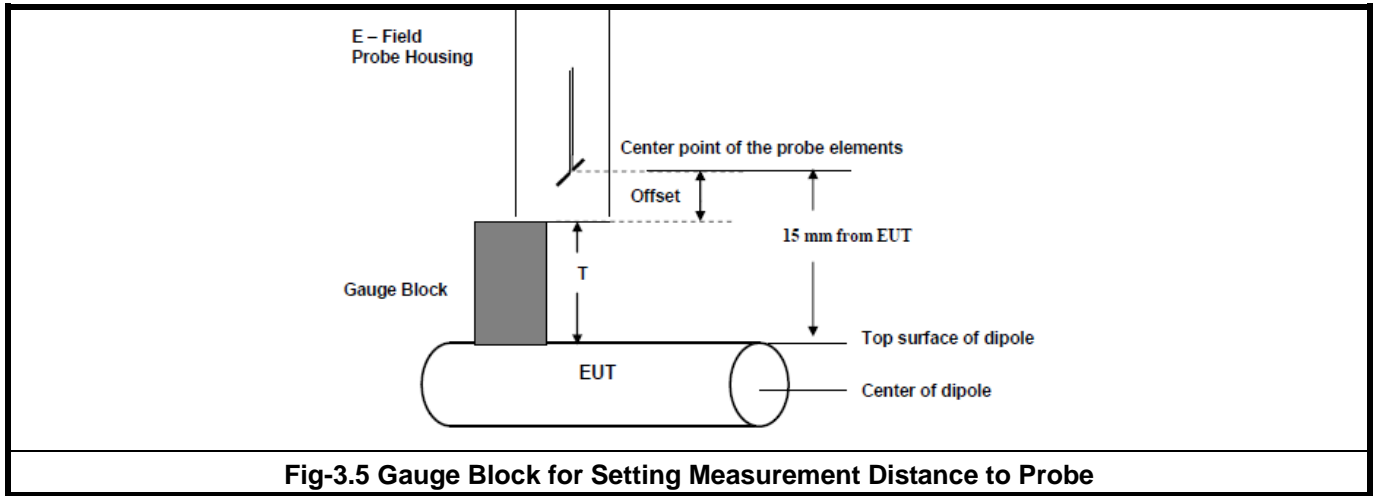 E – Field
Probe Housing
Center point of the probe elements
Offset
15 mm from EUT
T
Gauge Block
Top surface of dipole
EUT
Center of dipole
Fig-3.5 Gauge Block for Setting Measurement Distance to Probe